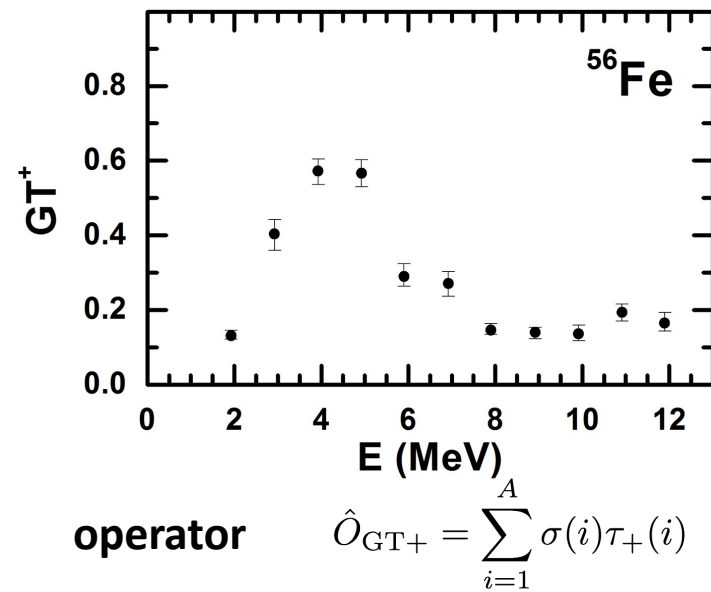 ⁵⁶Fe
GT⁺
0.8
0.6
0.4
0.2
0.0
0 2 4 6 8 10 12
E (MeV)
operator Ô_GT+ = ∑_{i=1}^{A} σ(i)τ₊(i)